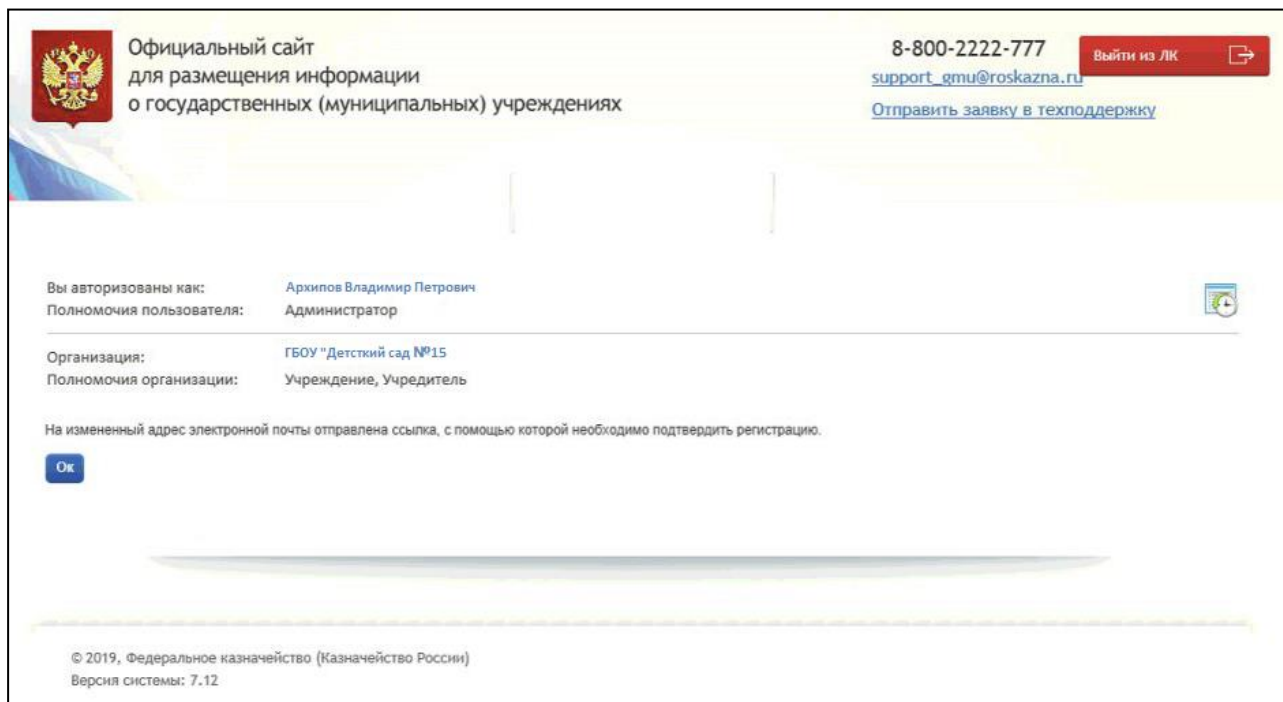 Официальный сайт
для размещения информации
о государственных (муниципальных) учреждениях
8-800-2222-777
support_gmu@roskazna.ru
Отправить заявку в техподдержку
Выйти из ЛК
Вы авторизованы как: Архипов Владимир Петрович
Полномочия пользователя: Администратор
Организация: ГБОУ "Детсткий сад №15
Полномочия организации: Учреждение, Учредитель
На измененный адрес электронной почты отправлена ссылка, с помощью которой необходимо подтвердить регистрацию.
Ок
© 2019, Федеральное казначейство (Казначейство России)
Версия системы: 7.12